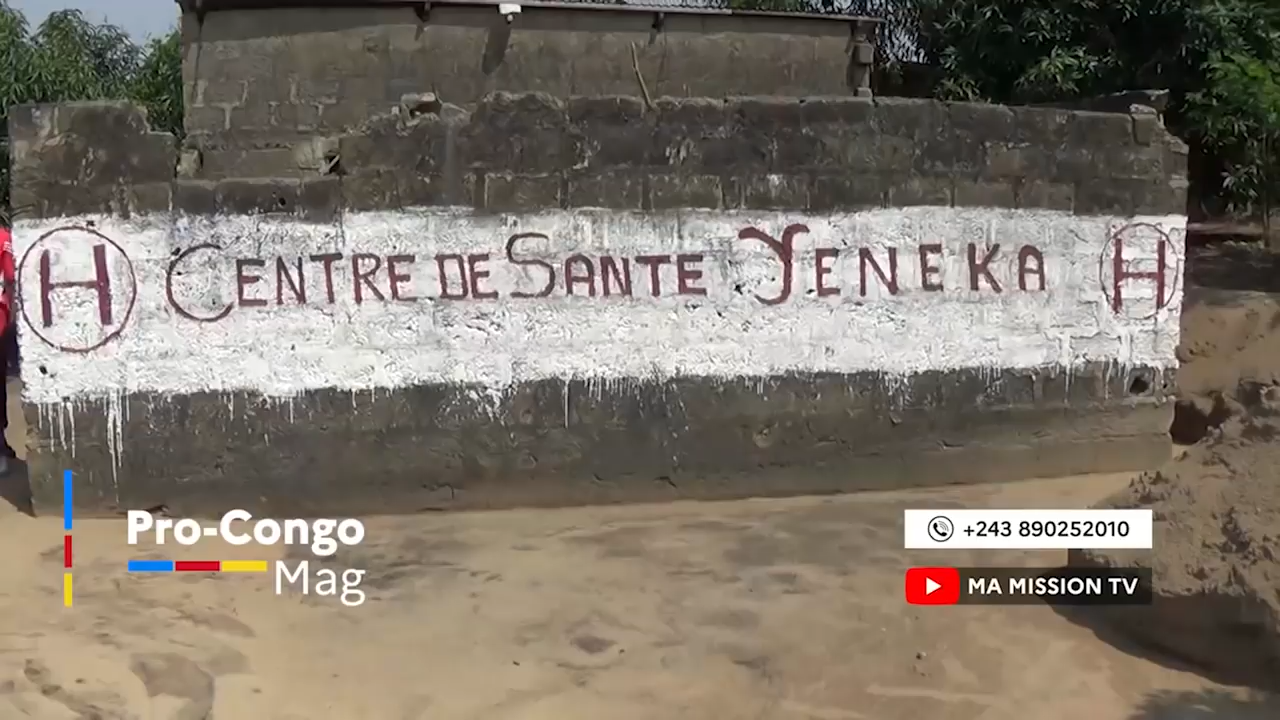 H CENTRE DE SANTE YENEKA H
Pro-Congo
Mag
+243 890252010
MA MISSION TV